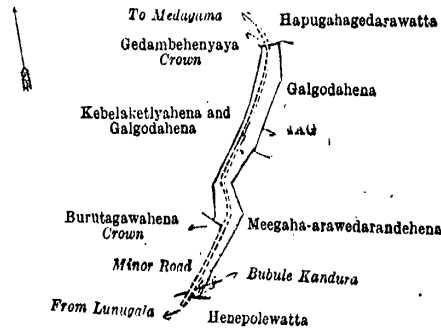 To Medagama
Hapugahagedarawatta
Gedambehenyaya
Crown
Galgodahena
Kebelaketlyahena and
Galgodahena
Burutagawahena
Crown
Meegaha-arawedarandehena
Minor Road
Bubule Kandura
From Lunugala
Henepolewatta